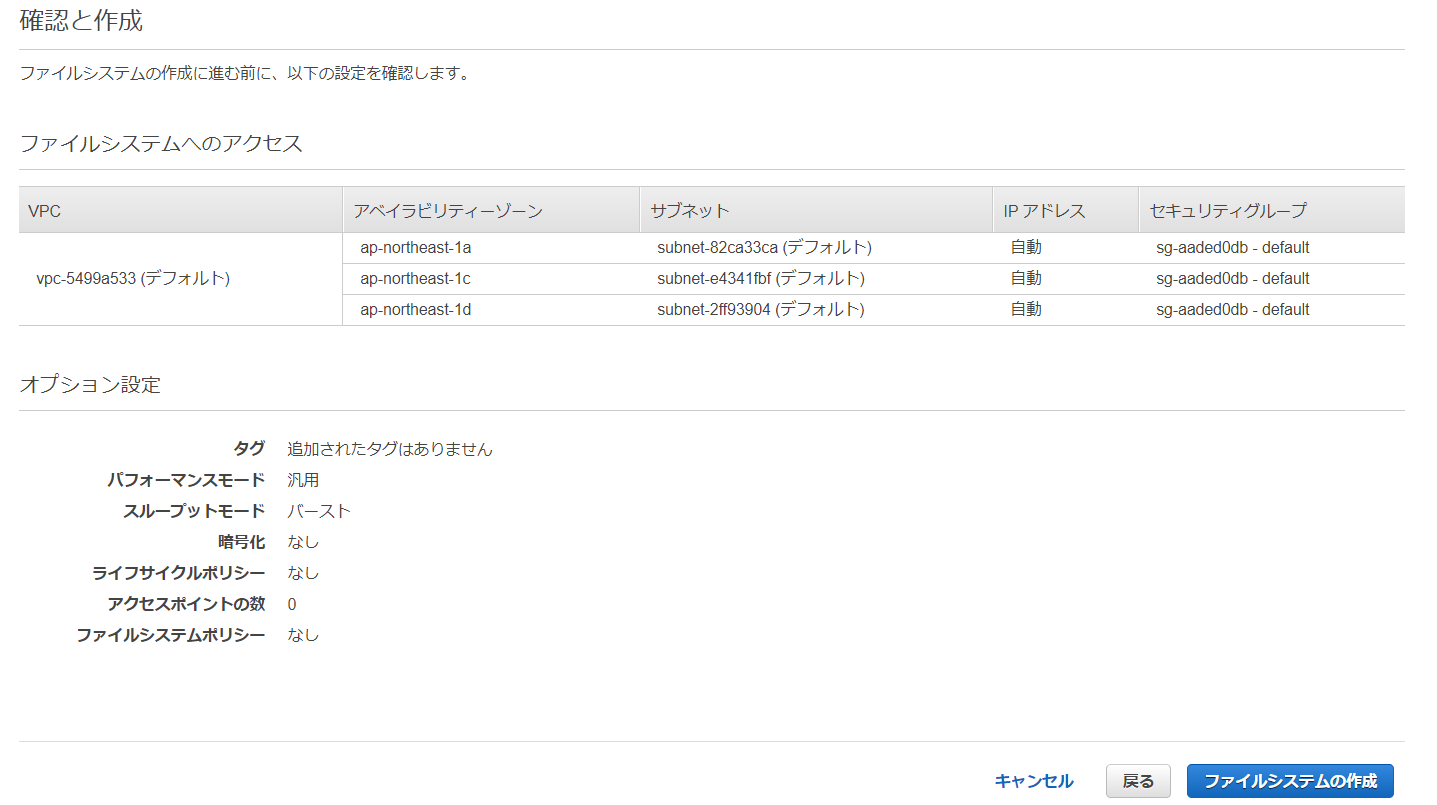 確認と作成
ファイルシステムの作成に進む前に、以下の設定を確認します。
ファイルシステムへのアクセス
VPC アベイラビリティーゾーン サブネット IP アドレス セキュリティグループ
ap-northeast-1a subnet-82ca33ca (デフォルト) 自動 sg-aaded0db - default
vpc-5499a533 (デフォルト) ap-northeast-1c subnet-e4341fbf (デフォルト) 自動 sg-aaded0db - default
ap-northeast-1d subnet-2ff93904 (デフォルト) 自動 sg-aaded0db - default
オプション設定
タグ 追加されたタグはありません
パフォーマンスモード 汎用
スループットモード バースト
暗号化 なし
ライフサイクルポリシー なし
アクセスポイントの数 0
ファイルシステムポリシー なし
キャンセル 戻る ファイルシステムの作成